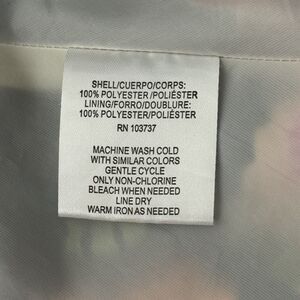 SHELL/CUERPO/CORPS:
100% POLYESTER/POLIÉSTER
LINING/FORRO/DOUBLURE:
100% POLYESTER/POLIÉSTER
RN 103737
MACHINE WASH COLD
WITH SIMILAR COLORS
GENTLE CYCLE
ONLY NON-CHLORINE
BLEACH WHEN NEEDED
LINE DRY
WARM IRON AS NEEDED